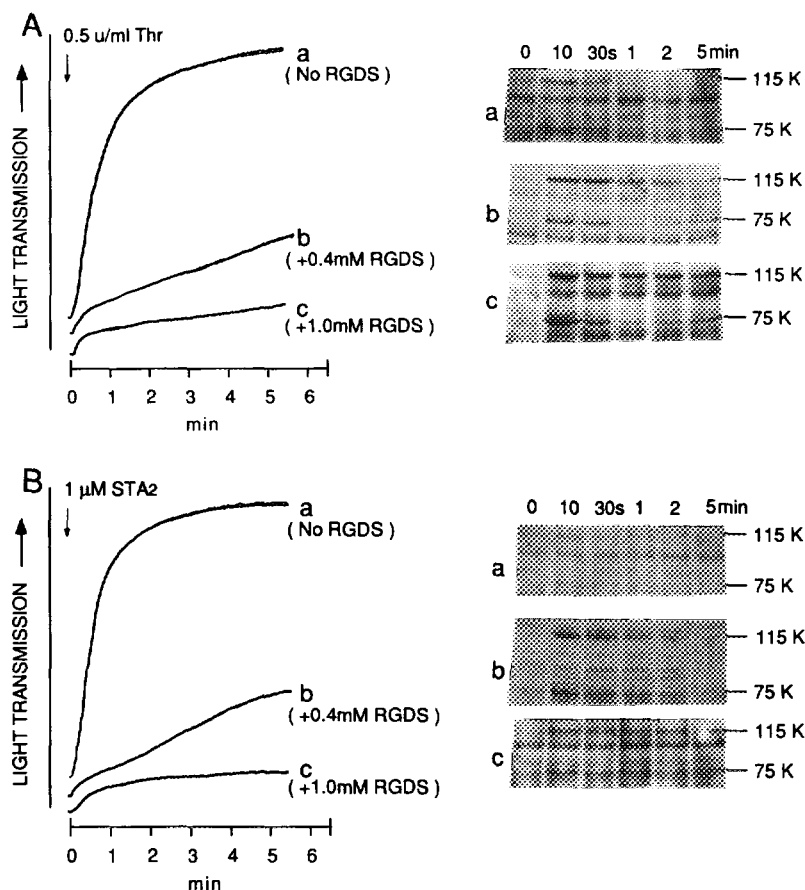 A
0.5 u/ml Thr
LIGHT TRANSMISSION
a
( No RGDS )
b
( +0.4mM RGDS )
c
( +1.0mM RGDS )
0 1 2 3 4 5 6
min
0 10 30s 1 2 5min
a
115 K
75 K
b
115 K
75 K
c
115 K
75 K
B
1 µM STA2
LIGHT TRANSMISSION
a
(No RGDS )
b
( +0.4mM RGDS )
c
( +1.0mM RGDS )
0 1 2 3 4 5 6
min
0 10 30s 1 2 5min
a
115 K
75 K
b
115 K
75 K
c
115 K
75 K